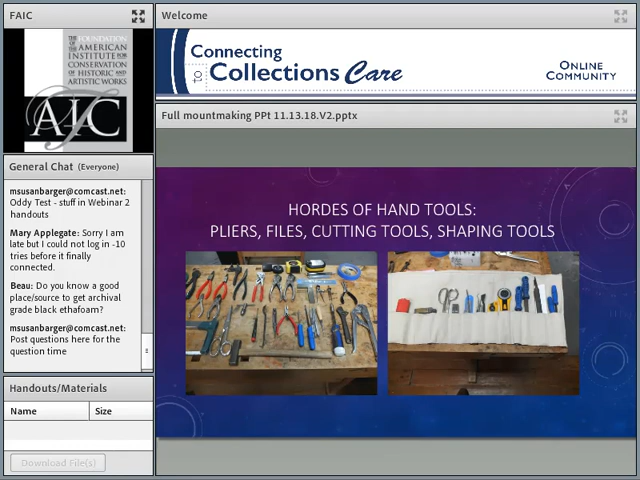 FAIC
THE FOUNDATION
OF THE
AMERICAN
INSTITUTE FOR
CONSERVATION
OF HISTORIC AND
ARTISTIC WORKS
AIC
General Chat (Everyone)
msusanbarger@comcast.net:
Oddy Test - stuff in Webinar 2
handouts
Mary Applegate: Sorry I am
late but I could not log in -10
tries before it finally
connected.
Beau: Do you know a good
place/source to get archival
grade black ethafoam?
msusanbarger@comcast.net:
Post questions here for the
question time
Handouts/Materials
Name Size
Download File(s)
Welcome
Connecting
to Collections Care
ONLINE
COMMUNITY
Full mountmaking PPt 11.13.18.V2.pptx
HORDES OF HAND TOOLS:
PLIERS, FILES, CUTTING TOOLS, SHAPING TOOLS